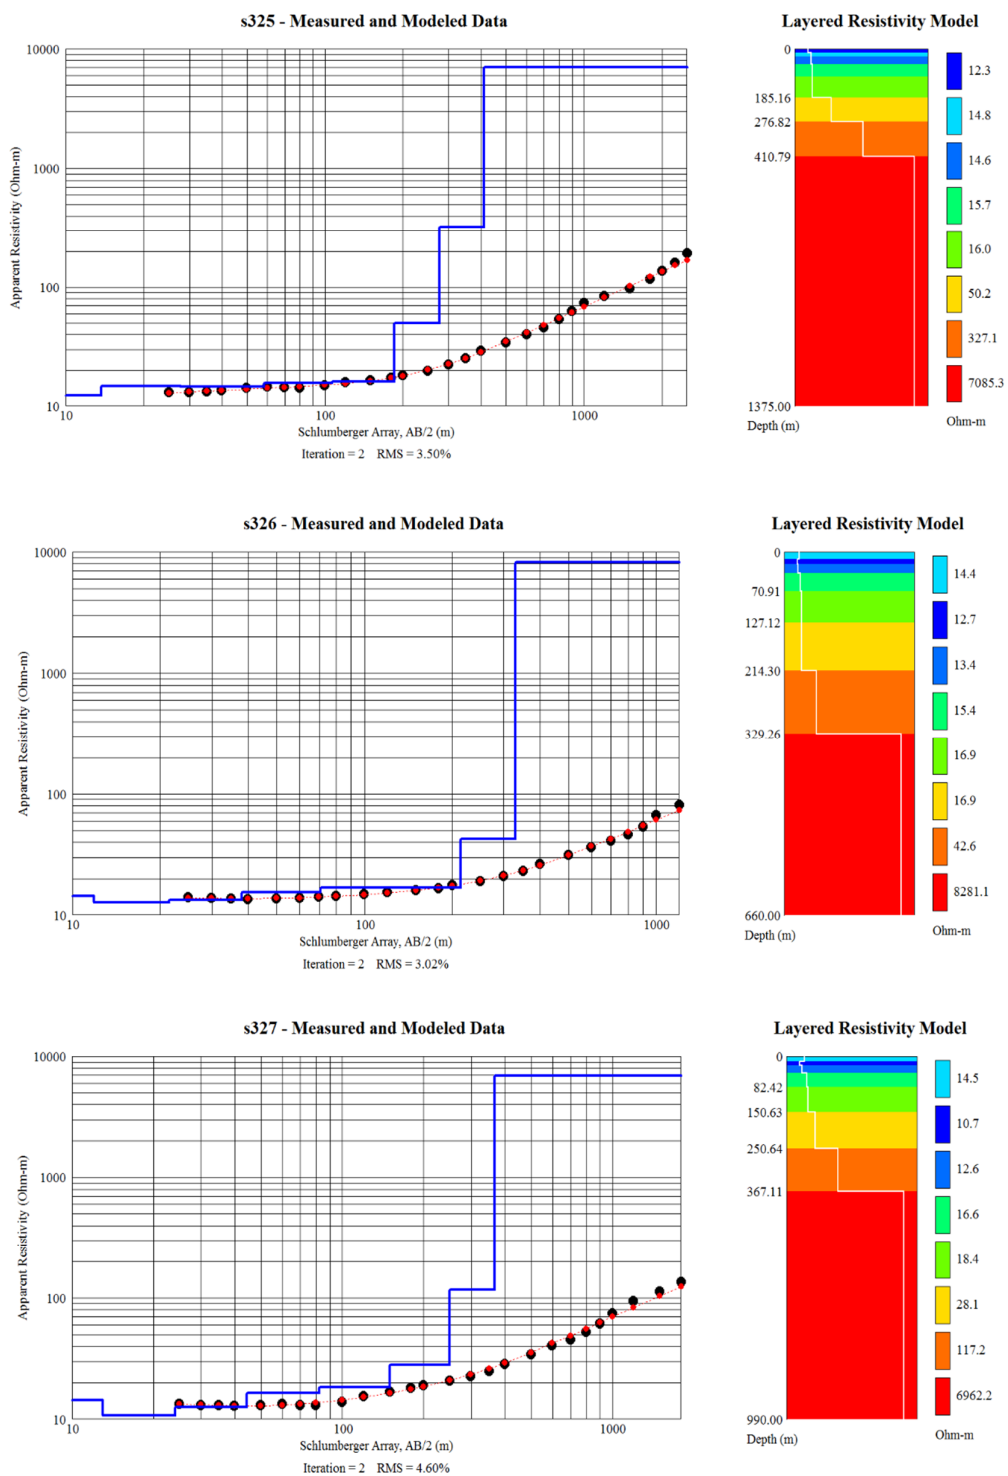 s325 - Measured and Modeled Data
Layered Resistivity Model
10000
1000
100
10
Apparent Resistivity (Ohm-m)
10
100
1000
Schlumberger Array, AB/2 (m)
Iteration = 2 RMS = 3.50%
0
185.16
276.82
410.79
1375.00
Depth (m)
12.3
14.8
14.6
15.7
16.0
50.2
327.1
7085.3
Ohm-m
s326 - Measured and Modeled Data
Layered Resistivity Model
10000
1000
100
10
Apparent Resistivity (Ohm-m)
10
100
1000
Schlumberger Array, AB/2 (m)
Iteration = 2 RMS = 3.02%
0
70.91
127.12
214.30
329.26
660.00
Depth (m)
14.4
12.7
13.4
15.4
16.9
16.9
42.6
8281.1
Ohm-m
s327 - Measured and Modeled Data
Layered Resistivity Model
10000
1000
100
10
Apparent Resistivity (Ohm-m)
10
100
1000
Schlumberger Array, AB/2 (m)
Iteration = 2 RMS = 4.60%
0
82.42
150.63
250.64
367.11
990.00
Depth (m)
14.5
10.7
12.6
16.6
18.4
28.1
117.2
6962.2
Ohm-m